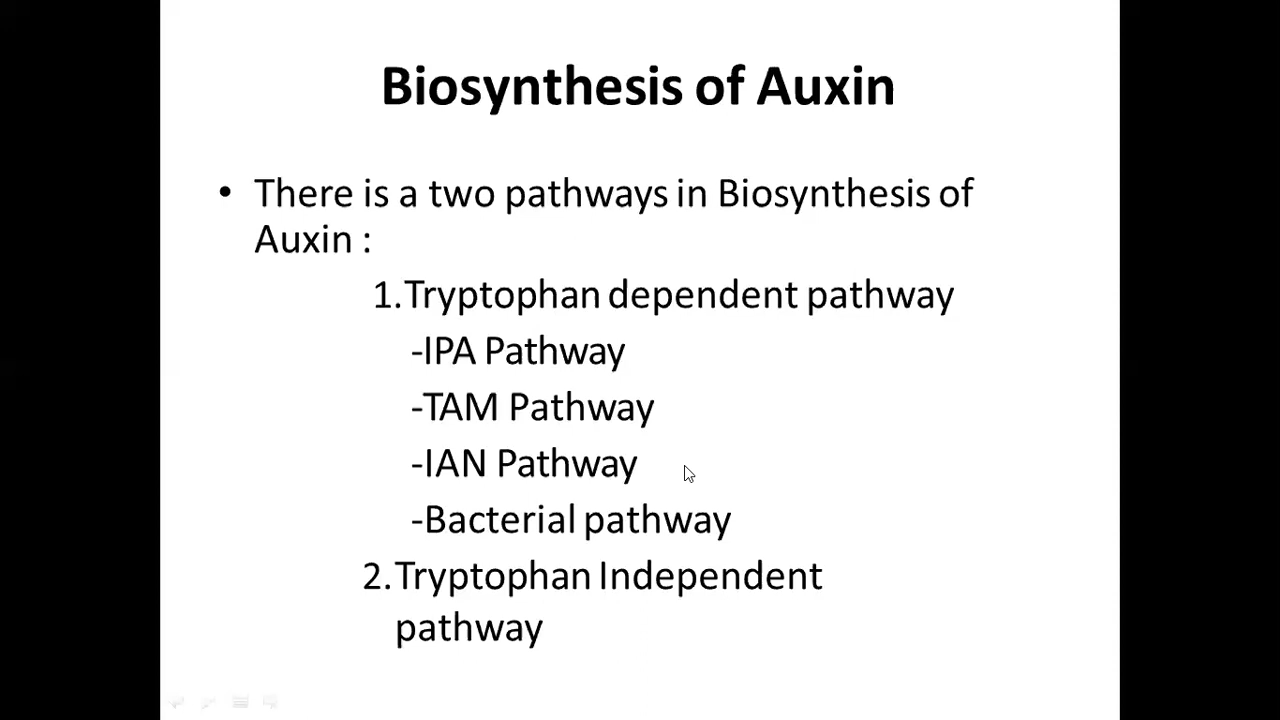 Biosynthesis of Auxin
• There is a two pathways in Biosynthesis of
Auxin :
1.Tryptophan dependent pathway
-IPA Pathway
-TAM Pathway
-IAN Pathway
-Bacterial pathway
2.Tryptophan Independent
pathway